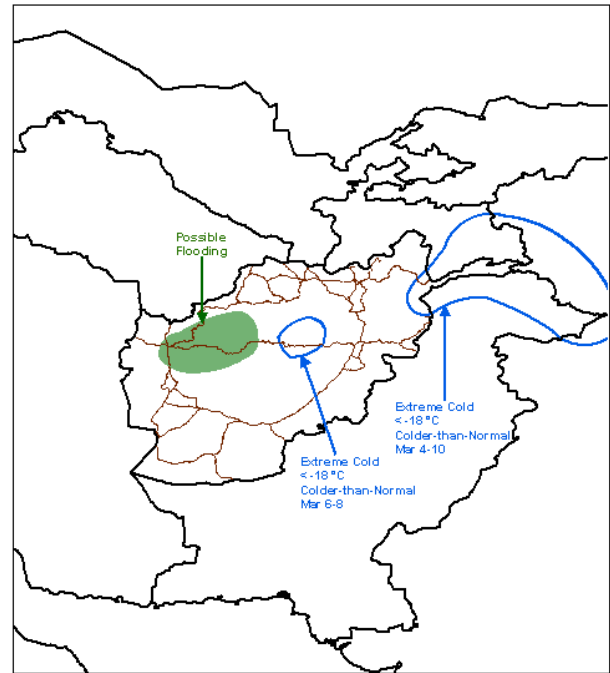 Possible
Flooding
Extreme Cold
<-18°C
Colder-than-Normal
Mar 4-10
Extreme Cold
<-18°C
Colder-than-Normal
Mar 6-8